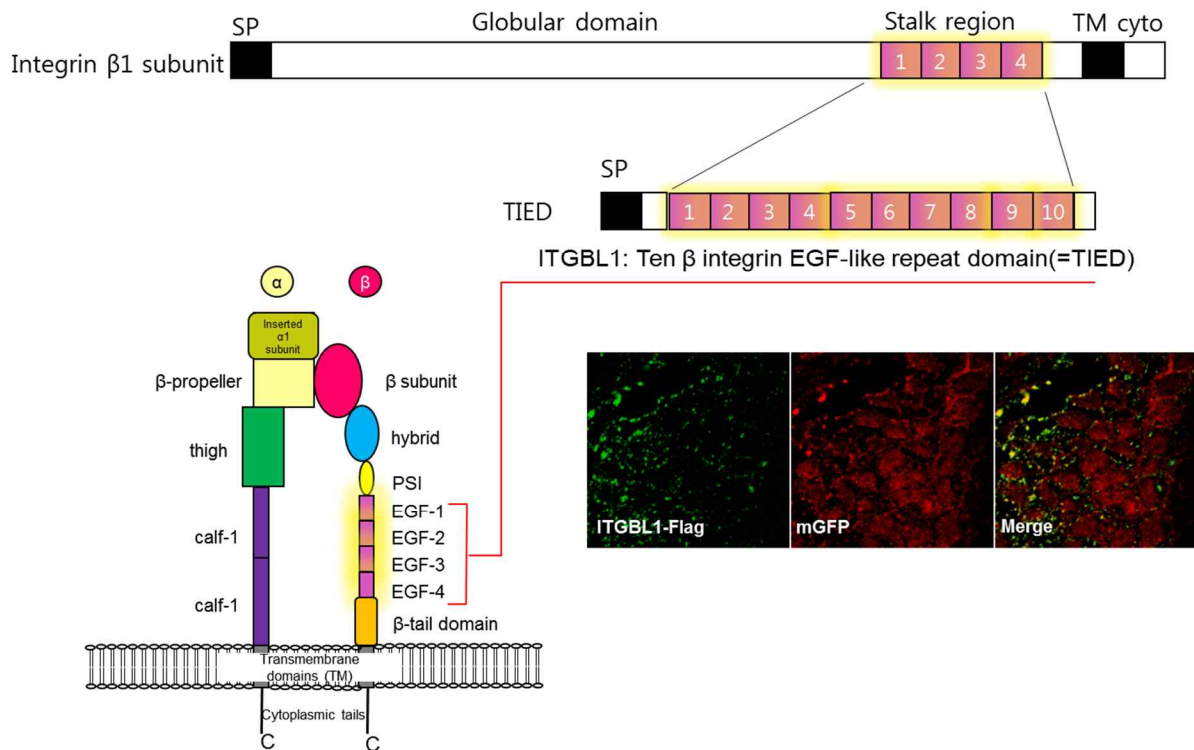 SP
Globular domain
Stalk region
TM cyto
Integrin β1 subunit
1 2 3 4
SP
TIED
1 2 3 4 5 6 7 8 9 10
ITGBL1: Ten β integrin EGF-like repeat domain(=TIED)
α
β
Inserted
α1
subunit
β-propeller
β subunit
thigh
hybrid
PSI
EGF-1
EGF-2
EGF-3
EGF-4
calf-1
calf-1
β-tail domain
Transmembrane
domains (TM)
Cytoplasmic tails
C
C
ITGBL1-Flag
mGFP
Merge